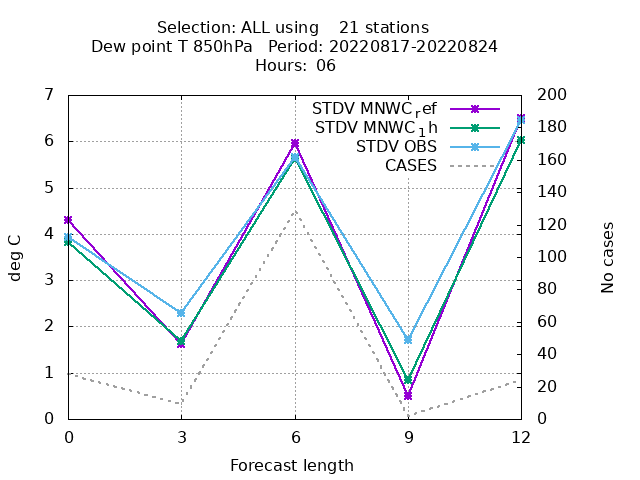 Selection: ALL using 21 stations
Dew point T 850hPa Period: 20220817-20220824
Hours: 06
STDV MNWC_ref
STDV MNWC_1h
STDV OBS
CASES
7
6
5
4
3
2
1
0
deg C
200
180
160
140
120
100
80
60
40
20
0
No cases
0 3 6 9 12
Forecast length